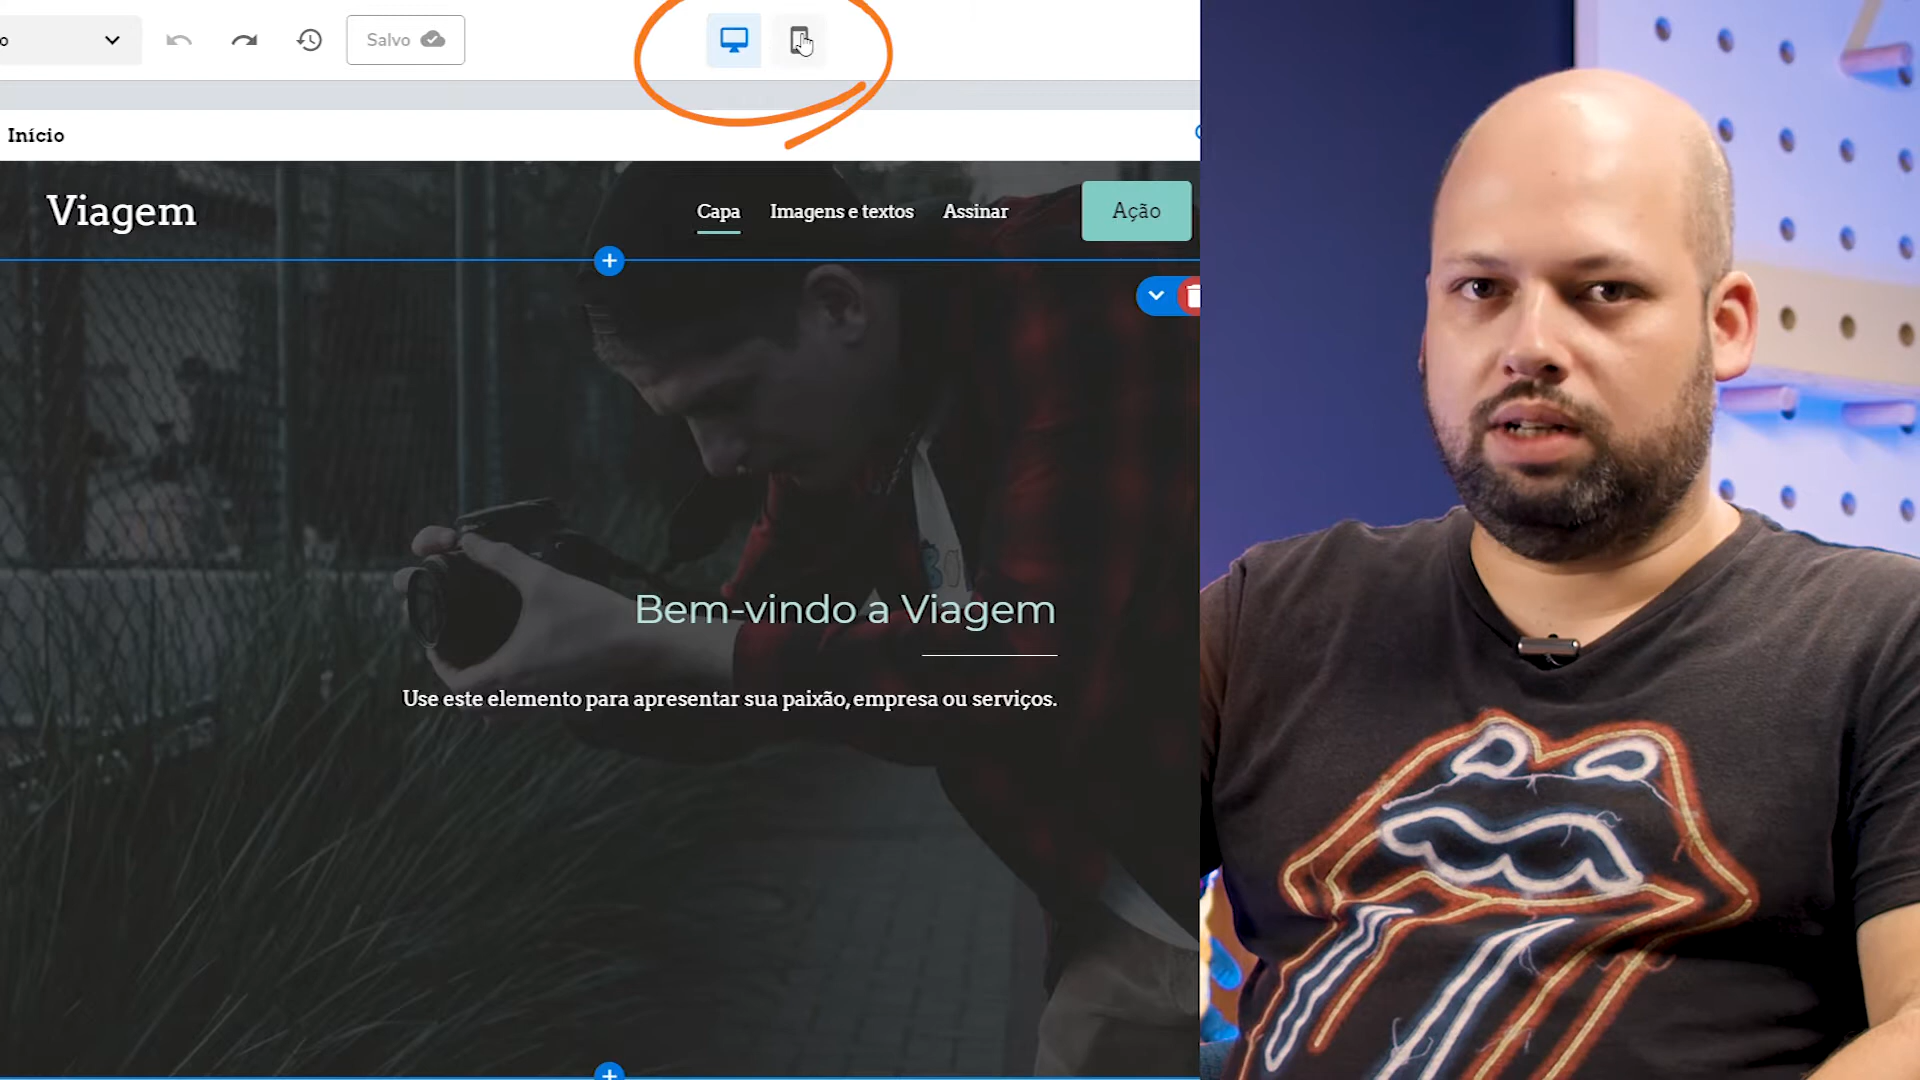 o
Salvo
Início
Viagem
Capa
Imagens e textos
Assinar
Ação
Bem-vindo a Viagem
Use este elemento para apresentar sua paixão, empresa ou serviços.